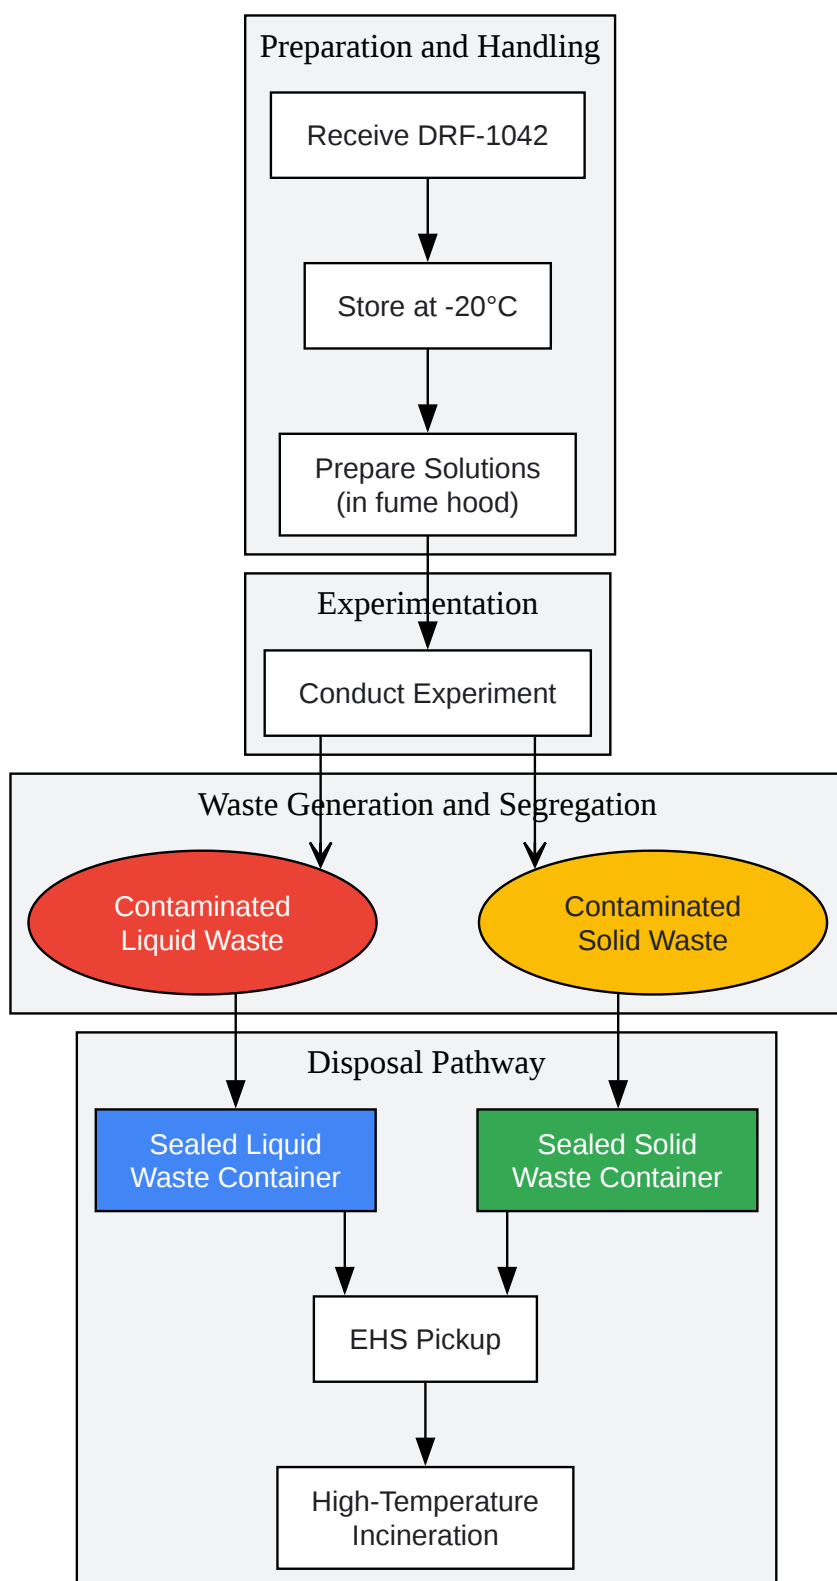 Preparation and Handling
Receive DRF-1042
Store at -20°C
Prepare Solutions
(in fume hood)
Experimentation
Conduct Experiment
Waste Generation and Segregation
Contaminated
Liquid Waste
Contaminated
Solid Waste
Disposal Pathway
Sealed Liquid
Waste Container
Sealed Solid
Waste Container
EHS Pickup
High-Temperature
Incineration